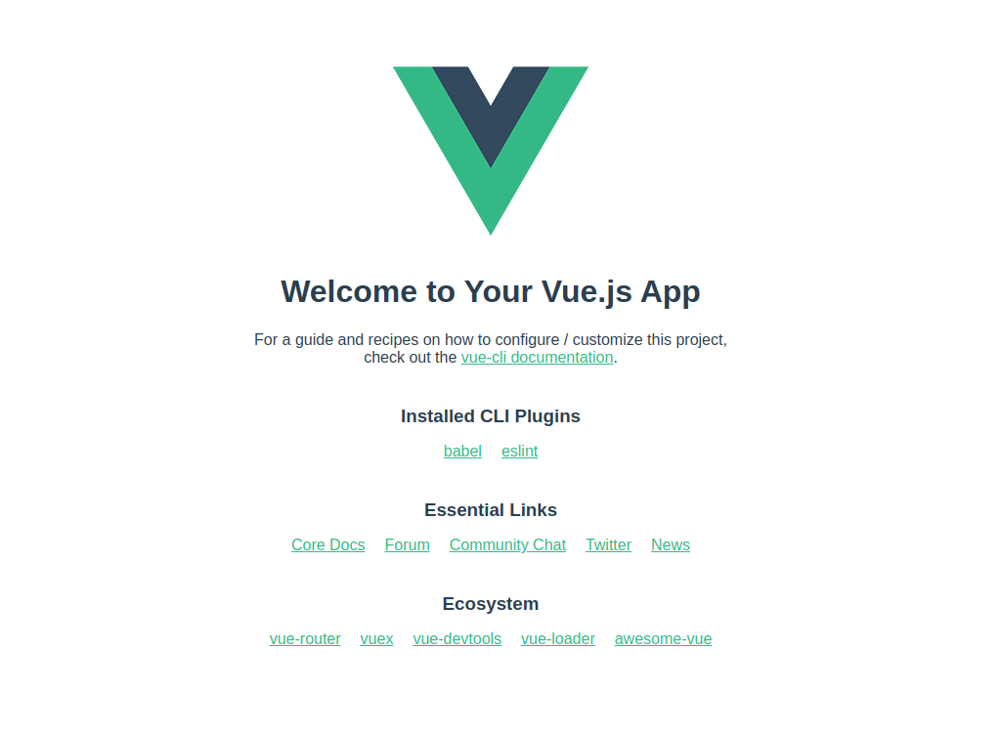 Welcome to Your Vue.js App
For a guide and recipes on how to configure / customize this project,
check out the vue-cli documentation.
Installed CLI Plugins
babel eslint
Essential Links
Core Docs Forum Community Chat Twitter News
Ecosystem
vue-router vuex vue-devtools vue-loader awesome-vue